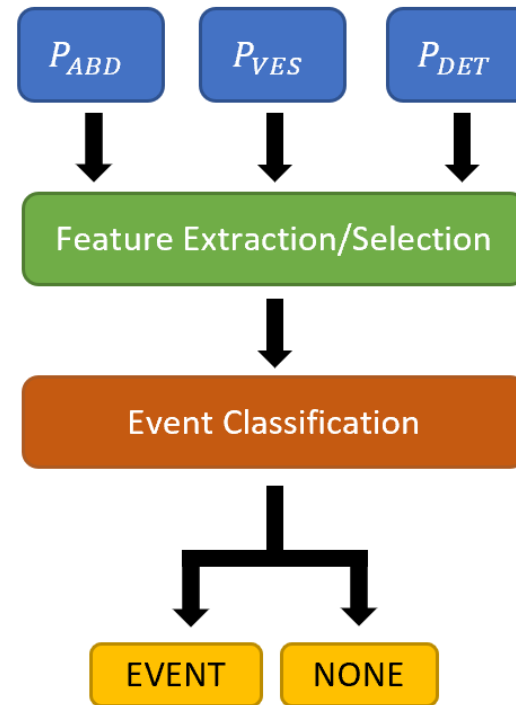 P_ABD P_VES P_DET
Feature Extraction/Selection
Event Classification
EVENT NONE